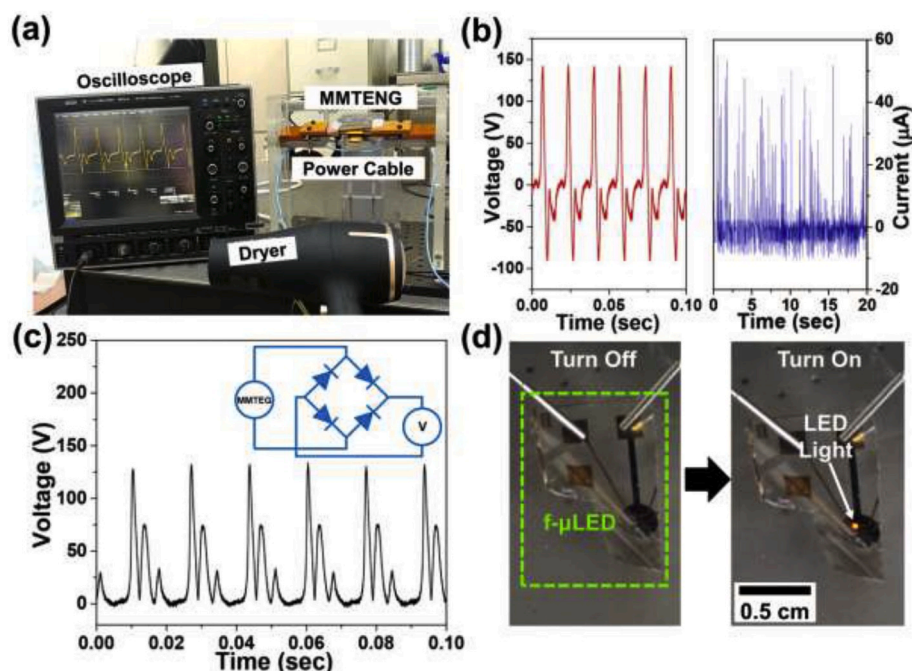 (a)
Oscilloscope
MMTENG
Power Cable
Dryer
(b)
150
100
50
0
-50
-100
Voltage (V)
0.00 0.05 0.10
Time (sec)
60
40
20
0
-20
Current (μA)
0 5 10 15 20
Time (sec)
(c)
250
200
150
100
50
0
Voltage (V)
MMTEG
V
0.00 0.02 0.04 0.06 0.08 0.10
Time (sec)
(d)
Turn Off
f-μLED
Turn On
LED
Light
0.5 cm